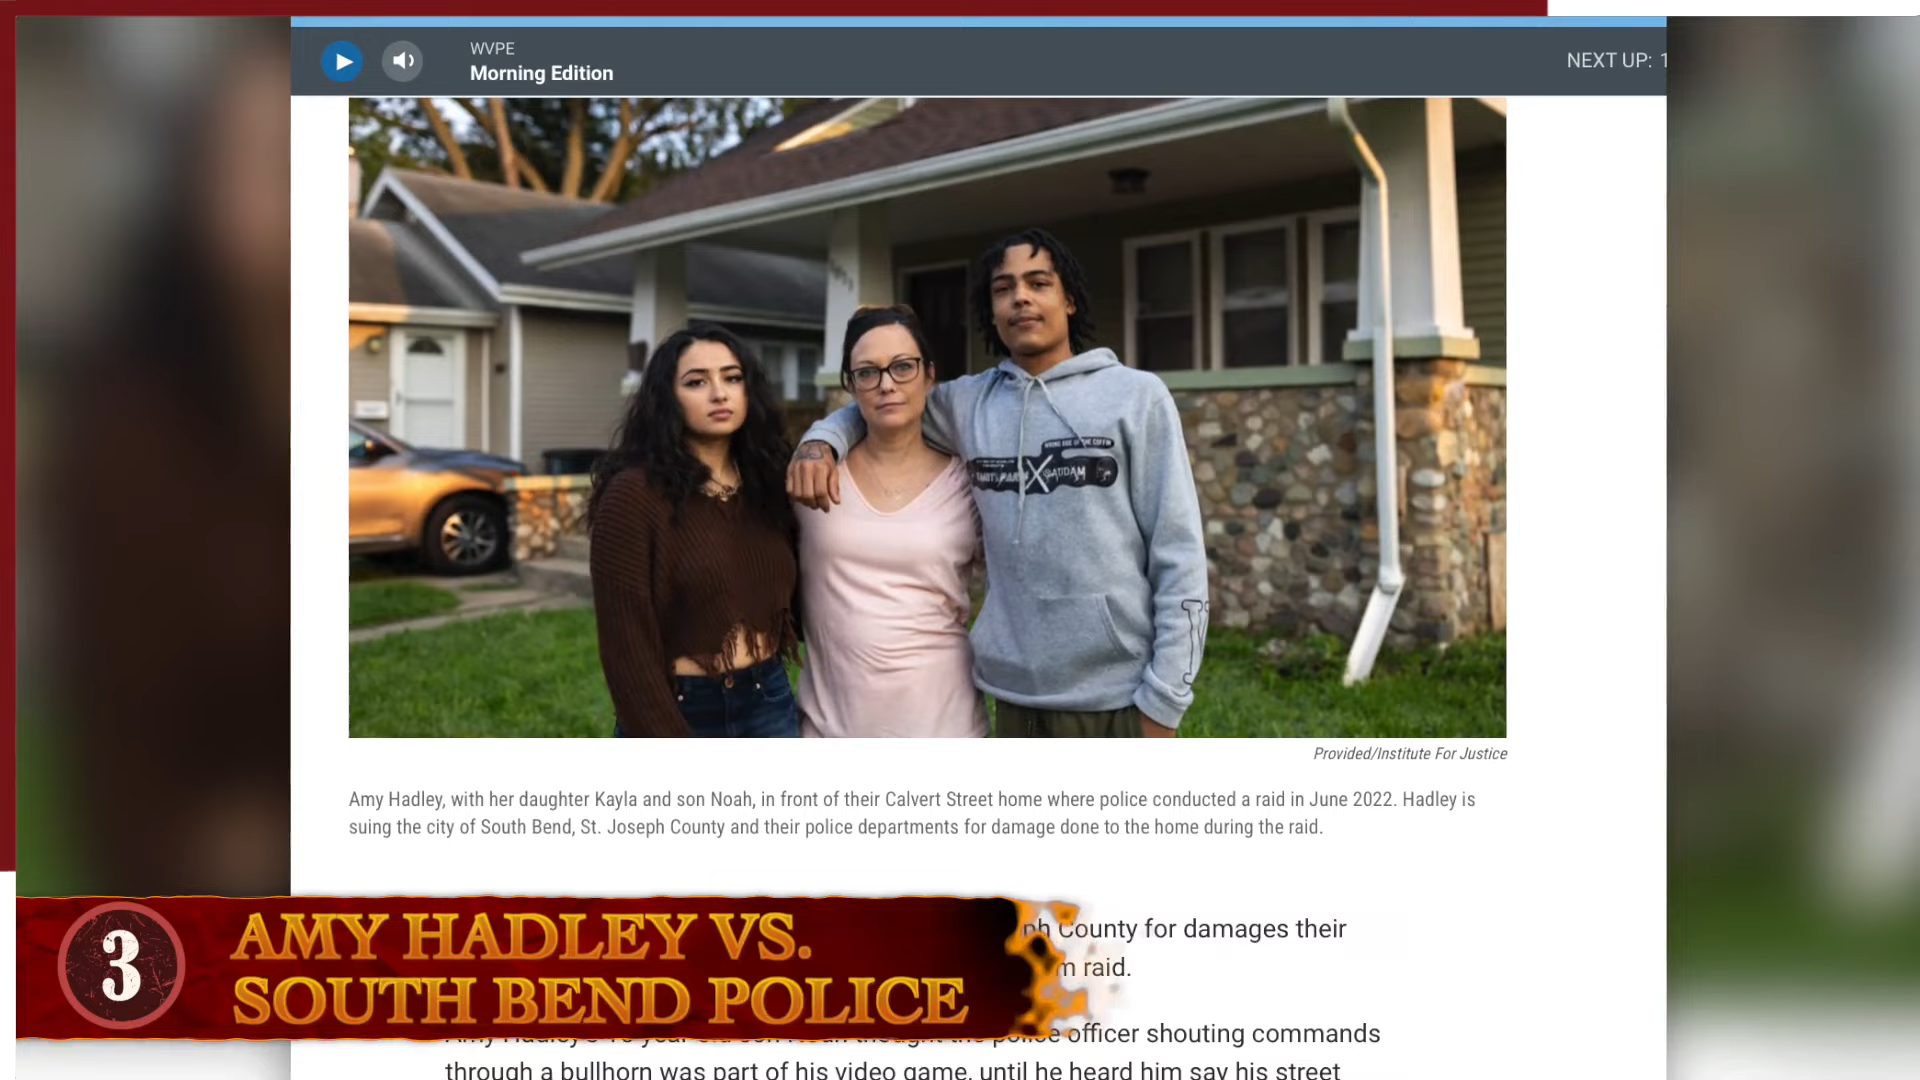 WVPE
Morning Edition
NEXT UP: 1
Provided/Institute For Justice
Amy Hadley, with her daughter Kayla and son Noah, in front of their Calvert Street home where police conducted a raid in June 2022. Hadley is
suing the city of South Bend, St. Joseph County and their police departments for damage done to the home during the raid.
ph County for damages their
m raid.
3
AMY HADLEY VS.
SOUTH BEND POLICE
officer shouting commands
through a bullhorn was part of his video game, until he heard him say his street